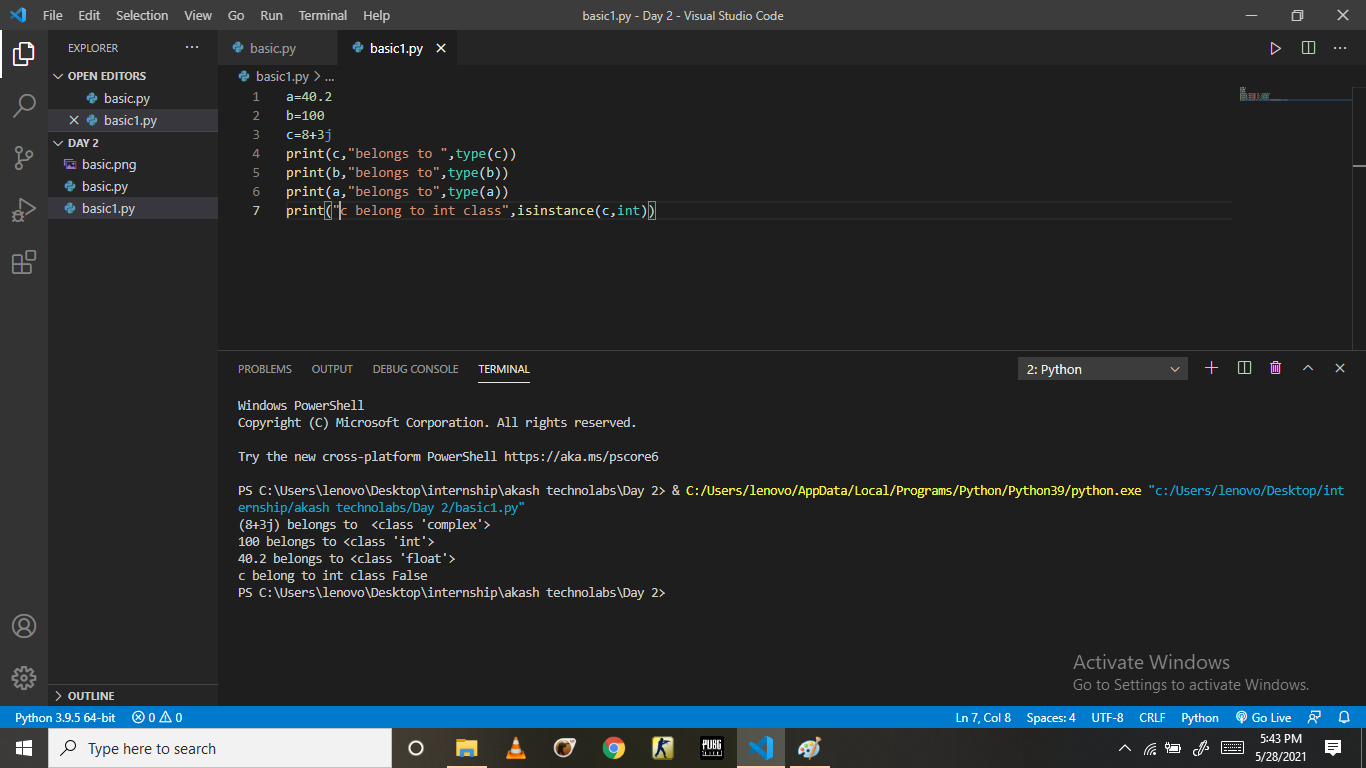 File Edit Selection View Go Run Terminal Help basic1.py - Day 2 - Visual Studio Code
EXPLORER ···
basic.py basic1.py
OPEN EDITORS
basic.py
basic1.py
DAY 2
basic.png
basic.py
basic1.py
OUTLINE
basic1.py > ...
1 a=40.2
2 b=100
3 c=8+3j
4 print(c,"belongs to ",type(c))
5 print(b,"belongs to",type(b))
6 print(a,"belongs to",type(a))
7 print("c belong to int class",isinstance(c,int))
PROBLEMS OUTPUT DEBUG CONSOLE TERMINAL 2: Python
Windows PowerShell
Copyright (C) Microsoft Corporation. All rights reserved.
Try the new cross-platform PowerShell https://aka.ms/pscore6
PS C:\Users\lenovo\Desktop\internship\akash technolabs\Day 2> & C:/Users/lenovo/AppData/Local/Programs/Python/Python39/python.exe "c:/Users/lenovo/Desktop/int
ernship/akash technolabs/Day 2/basic1.py"
(8+3j) belongs to  <class 'complex'>
100 belongs to <class 'int'>
40.2 belongs to <class 'float'>
c belong to int class False
PS C:\Users\lenovo\Desktop\internship\akash technolabs\Day 2>
Activate Windows
Go to Settings to activate Windows.
Python 3.9.5 64-bit 0 0 Ln 7, Col 8 Spaces: 4 UTF-8 CRLF Python Go Live
Type here to search
PUBG
5:43 PM
5/28/2021